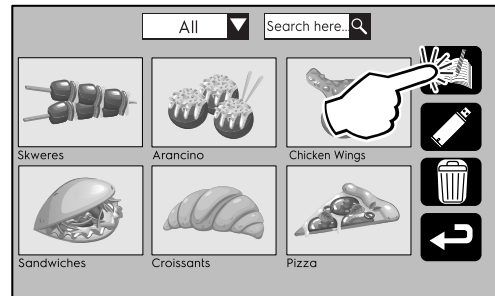 All
Search here...
Skweres
Arancino
Chicken Wings
Sandwiches
Croissants
Pizza